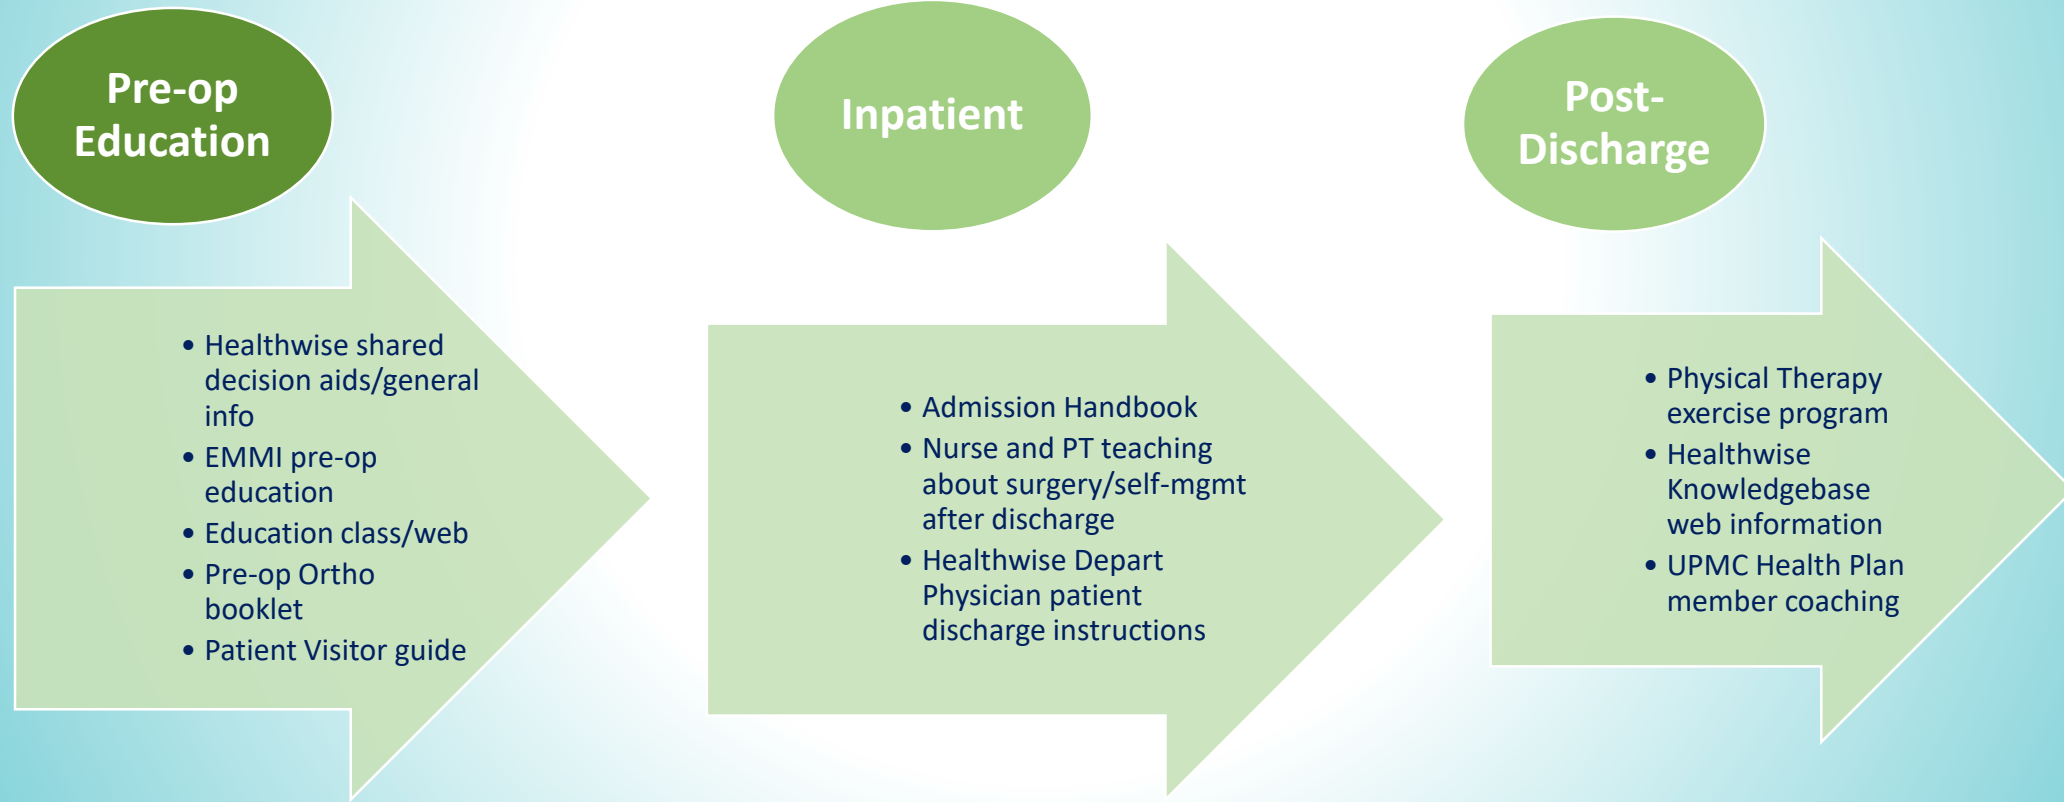 Pre-op
Education
• Healthwise shared
decision aids/general
info
• EMMI pre-op
education
• Education class/web
• Pre-op Ortho
booklet
• Patient Visitor guide
Inpatient
• Admission Handbook
• Nurse and PT teaching
about surgery/self-mgmt
after discharge
• Healthwise Depart
Physician patient
discharge instructions
Post-
Discharge
• Physical Therapy
exercise program
• Healthwise
Knowledgebase
web information
• UPMC Health Plan
member coaching